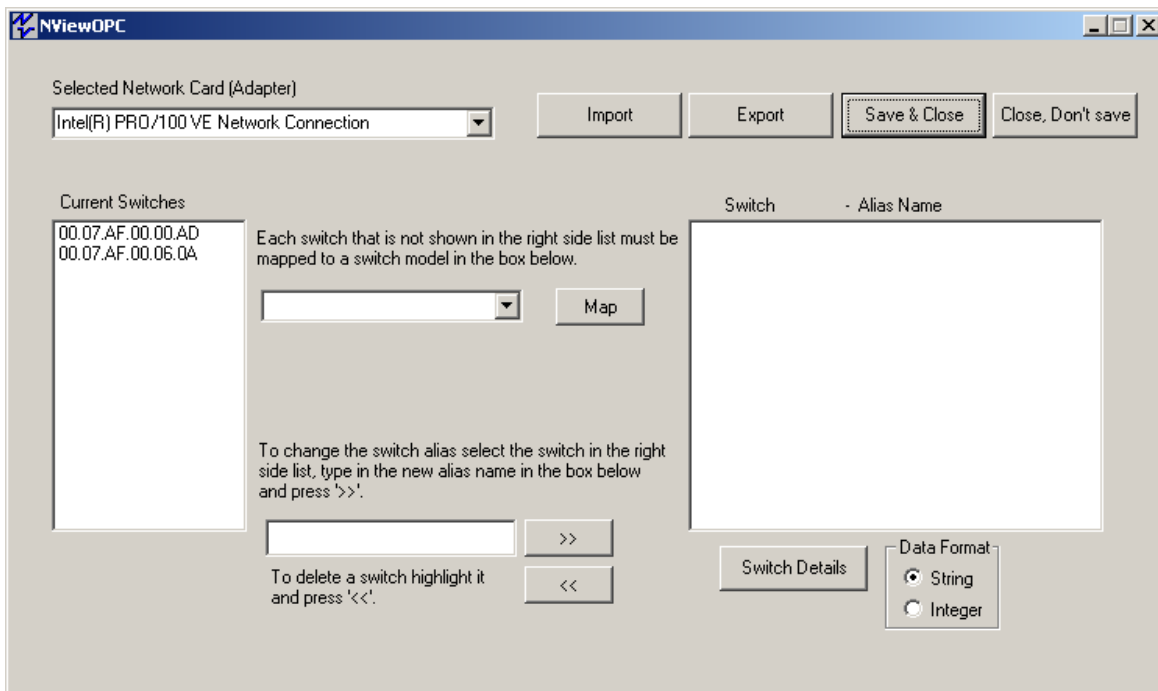 NViewOPC
Selected Network Card (Adapter)
Intel(R) PRO/100 VE Network Connection
Import
Export
Save & Close
Close, Don't save
Current Switches
00.07.AF.00.00.AD
00.07.AF.00.06.0A
Each switch that is not shown in the right side list must be
mapped to a switch model in the box below.
Map
To change the switch alias select the switch in the right
side list, type in the new alias name in the box below
and press '>>'.
>>
To delete a switch highlight it
and press '<<'.
<<
Switch - Alias Name
Switch Details
Data Format
String
Integer